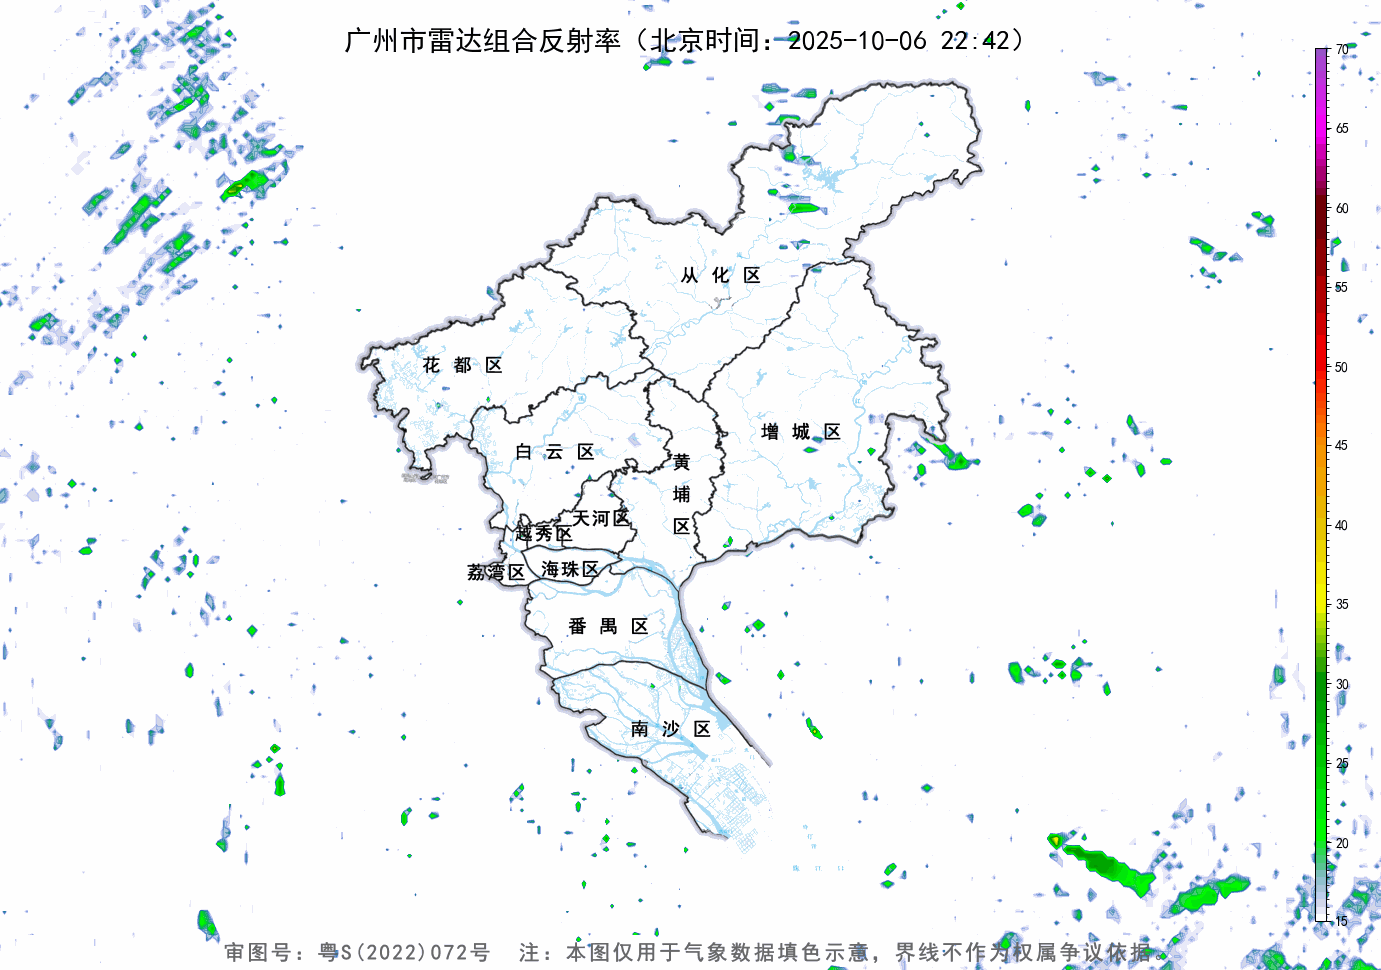 广州市雷达组合反射率（北京时间：2025-10-06 22:42）
70
65
60
55
50
45
40
35
30
25
20
15
从化区
花都区
增城区
白云区
黄埔区
天河区
越秀区
荔湾区
海珠区
番禺区
南沙区
审图号：粤S(2022)072号 注：本图仅用于气象数据填色示意，界线不作为权属争议依据。